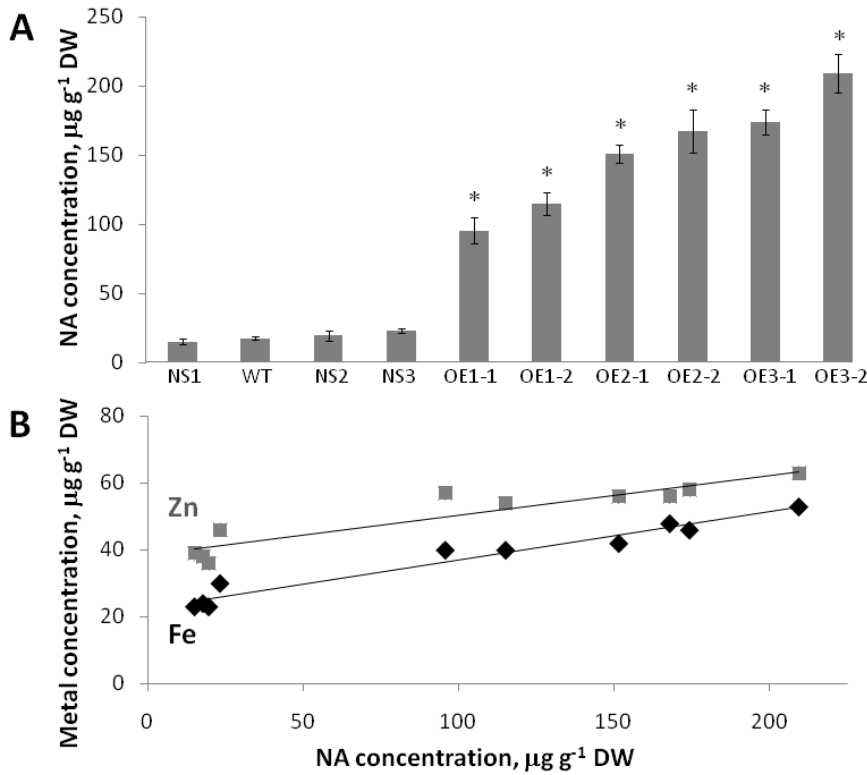 A
NA concentration, µg g⁻¹ DW
250
200
150
100
50
0
* * * * * *
NS1 WT NS2 NS3 OE1-1 OE1-2 OE2-1 OE2-2 OE3-1 OE3-2
B
Metal concentration, µg g⁻¹ DW
80
60
40
20
0
Zn
Fe
0 50 100 150 200
NA concentration, µg g⁻¹ DW